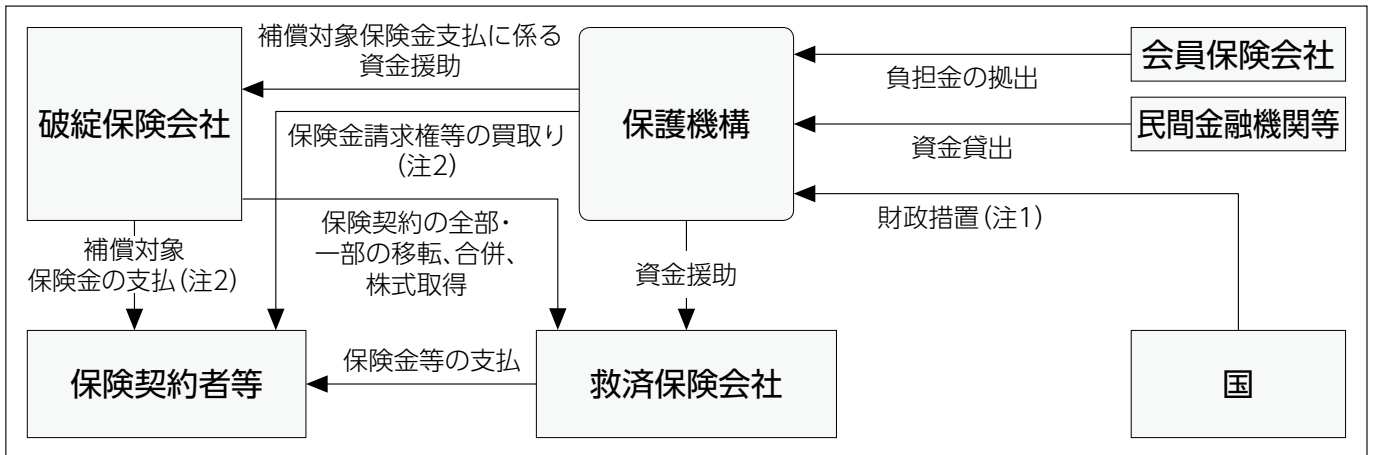 補償対象保険金支払に係る
資金援助
会員保険会社
負担金の拠出
破綻保険会社
保護機構
民間金融機関等
保険金請求権等の買取り
(注2)
資金貸出
財政措置(注1)
保険契約の全部・
一部の移転、合併、
株式取得
補償対象
保険金の支払(注2)
資金援助
保険契約者等
保険金等の支払
救済保険会社
国